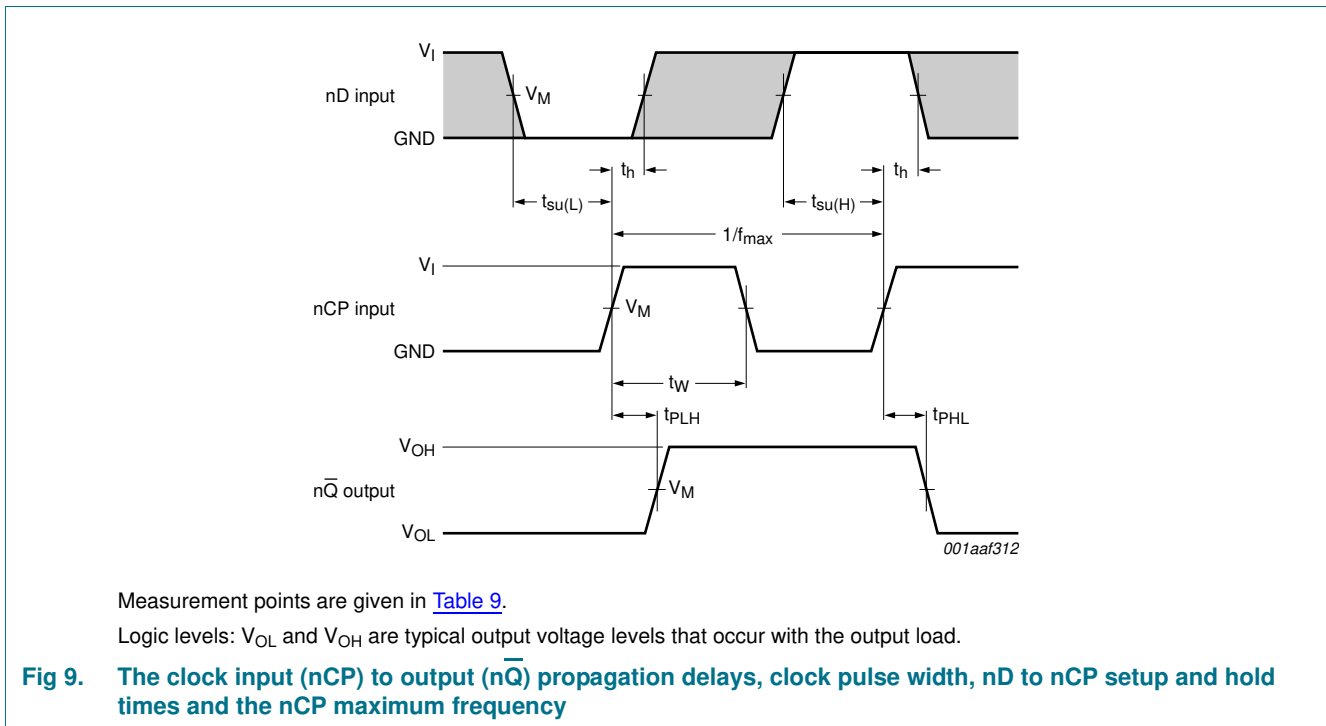 V_I
nD input
V_M
GND
t_h
t_h
t_su(L)
t_su(H)
1/f_max
V_I
nCP input
V_M
GND
t_W
t_PLH
t_PHL
V_OH
nQ̅ output
V_M
V_OL
001aaf312
Measurement points are given in Table 9.
Logic levels: V_OL and V_OH are typical output voltage levels that occur with the output load.
Fig 9. The clock input (nCP) to output (nQ̅) propagation delays, clock pulse width, nD to nCP setup and hold
times and the nCP maximum frequency